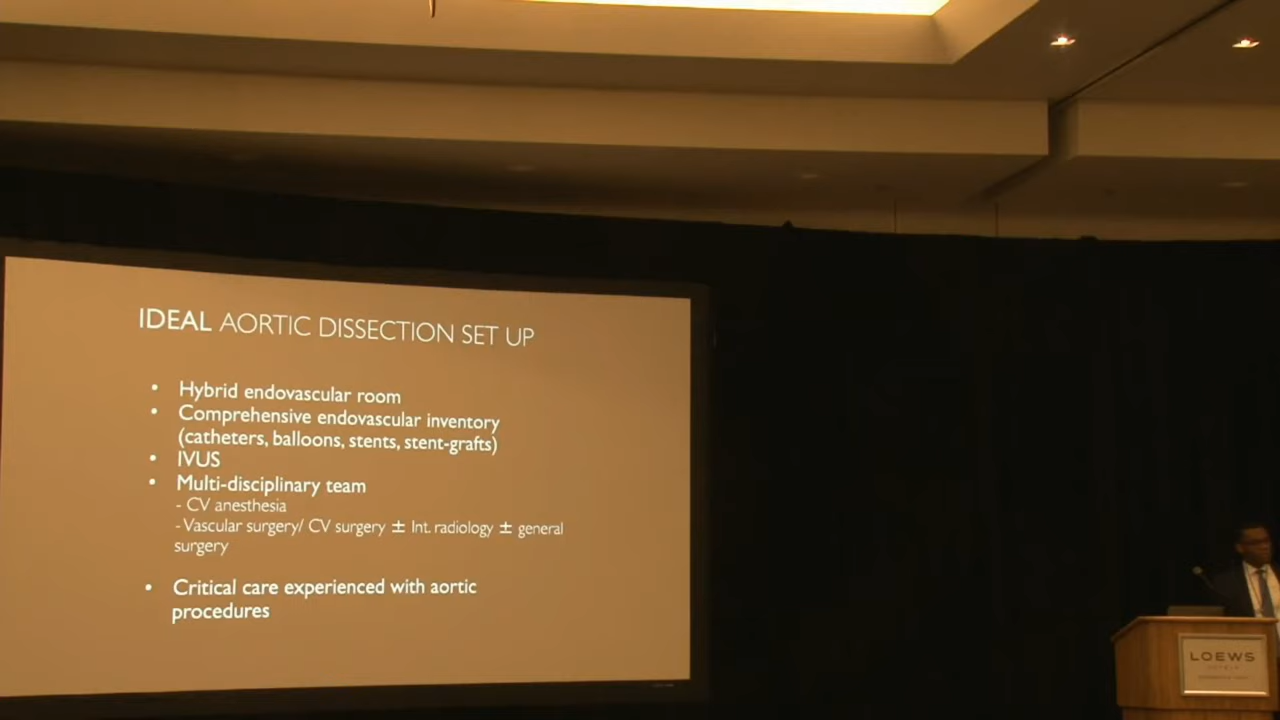 IDEAL AORTIC DISSECTION SET UP
• Hybrid endovascular room
• Comprehensive endovascular inventory
(catheters, balloons, stents, stent-grafts)
• IVUS
• Multi-disciplinary team
- CV anesthesia
- Vascular surgery/ CV surgery ± Int. radiology ± general
surgery
• Critical care experienced with aortic
procedures
LOEWS